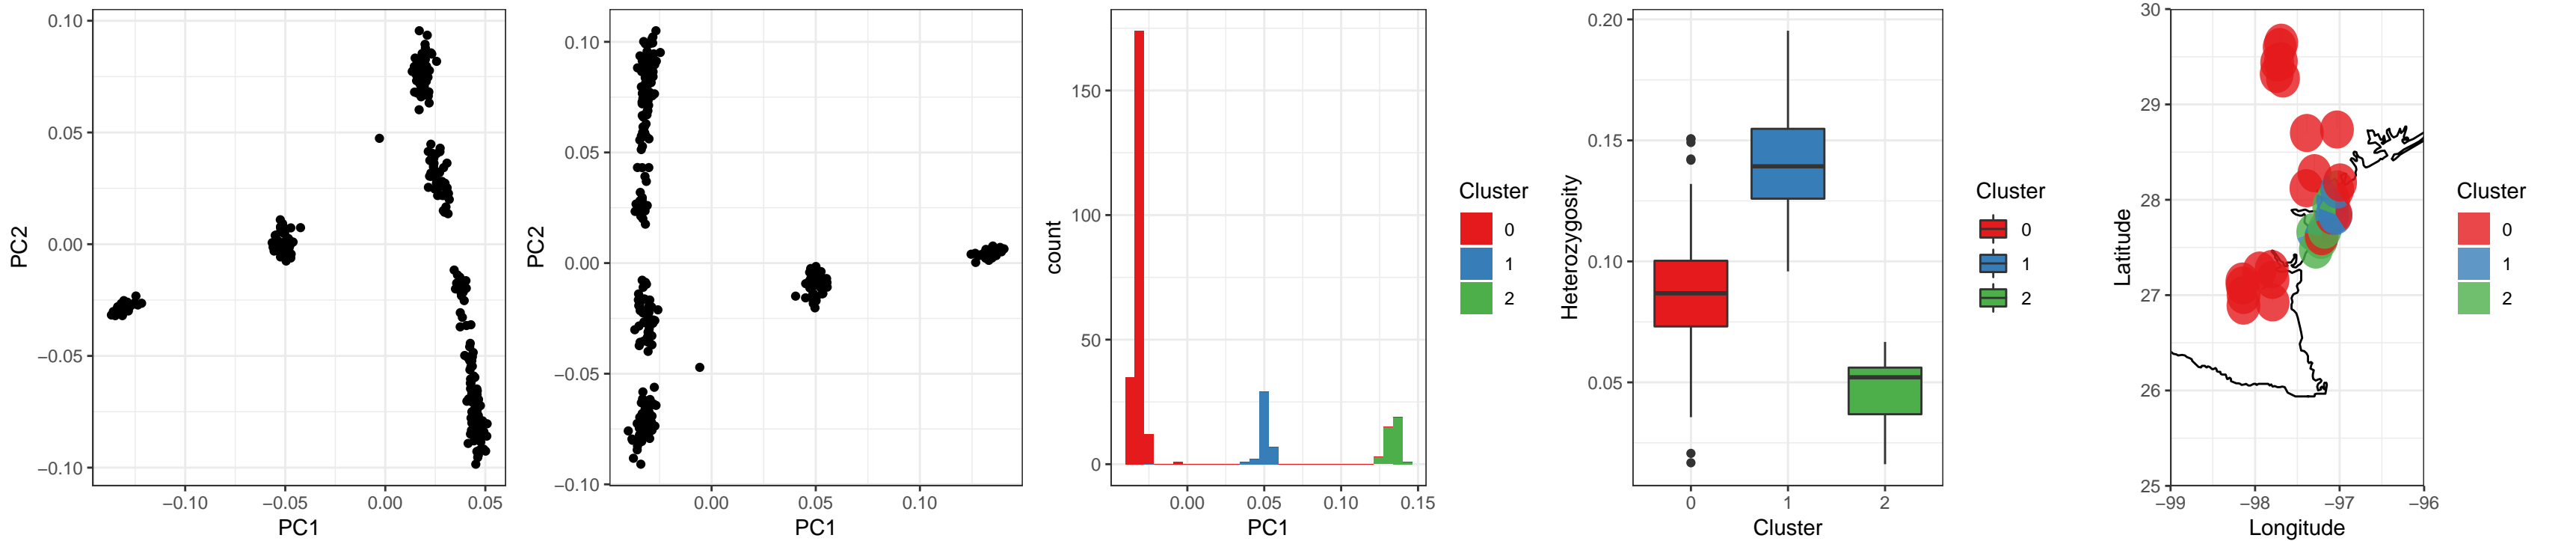 0.10
0.05
0.00
−0.05
−0.10
PC2
−0.10 −0.05 0.00 0.05
PC1
0.10
0.05
0.00
−0.05
−0.10
PC2
0.00 0.05 0.10
PC1
150
100
50
0
count
0.00 0.05 0.10 0.15
PC1
Cluster
0
1
2
0.20
0.15
0.10
0.05
Heterozygosity
0 1 2
Cluster
Cluster
0
1
2
30
29
28
27
26
25
Latitude
−99 −98 −97 −96
Longitude
Cluster
0
1
2